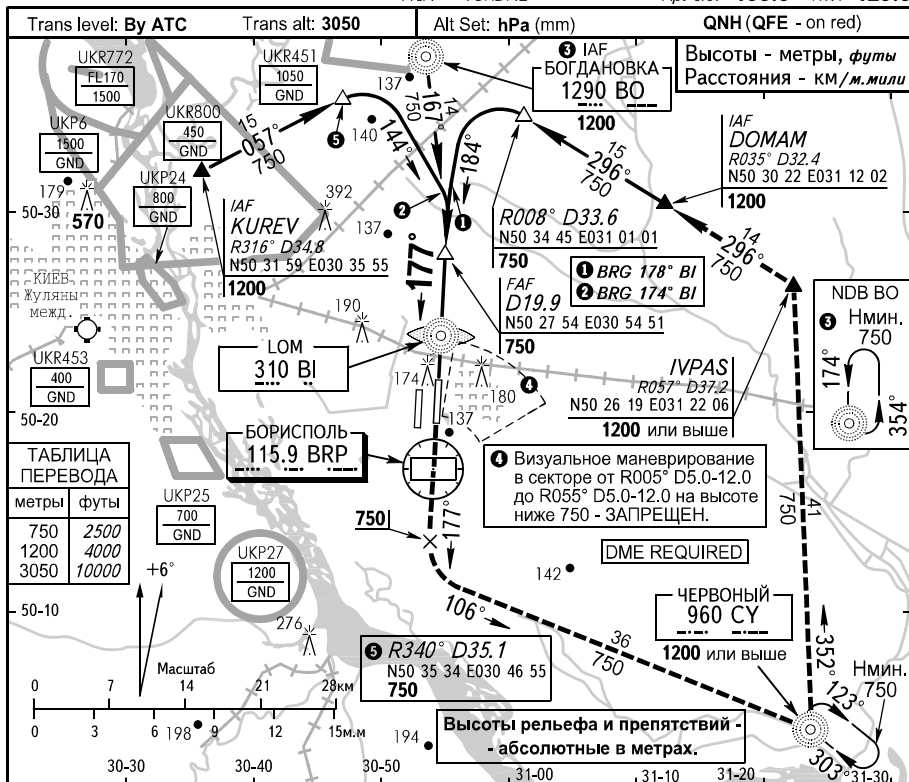 Trans level: By ATC
Trans alt: 3050
Alt Set: hPa (mm)
QNH (QFE - on red)
Высоты - метры, футы
Расстояния - км/м.мили
UKR772
FL170
1500
UKR451
1050
GND
137
❸ IAF
БОГДАНОВКА
1290 BO
1200
UKR800
450
GND
UKP6
1500
GND
15
057°
750
❺
140
144°
14
167°
750
184°
15
296°
750
IAF
DOMAM
R035° D32.4
N50 30 22 E031 12 02
1200
179
UKP24
800
GND
570
50-30
392
137
❷
❶
IAF
KUREV
R316° D34.8
N50 31 59 E030 35 55
1200
177°
R008° D33.6
N50 34 45 E031 01 01
750
❶ BRG 178° BI
❷ BRG 174° BI
14
296°
750
КИЕВ
Жуляны
межд.
190
FAF
D19.9
N50 27 54 E030 54 51
750
NDB BO
❸ Hмин.
750
174°
354°
LOM
310 BI
UKR453
400
GND
174
180
❹
IVPAS
R057° D37.2
N50 26 19 E031 22 06
1200 или выше
50-20
137
БОРИСПОЛЬ
115.9 BRP
ТАБЛИЦА
ПЕРЕВОДА
метры футы
750 2500
1200 4000
3050 10000
❹ Визуальное маневрирование
в секторе от R005° D5.0-12.0
до R055° D5.0-12.0 на высоте
ниже 750 - ЗАПРЕЩЕН.
41
750
UKP25
700
GND
750
177°
DME REQUIRED
UKP27
1200
GND
142
+6°
50-10
106°
ЧЕРВОНЫЙ
960 CY
1200 или выше
352°
276
36
750
❺ R340° D35.1
N50 35 34 E030 46 55
750
Hмин.
750
123°
303°
Масштаб
0 7 14 21 28км
0 3 6 9 12 15м.м
198
194
Высоты рельефа и препятствий -
- абсолютные в метрах.
30-30
30-40
30-50
31-00
31-10
31-20
31-30